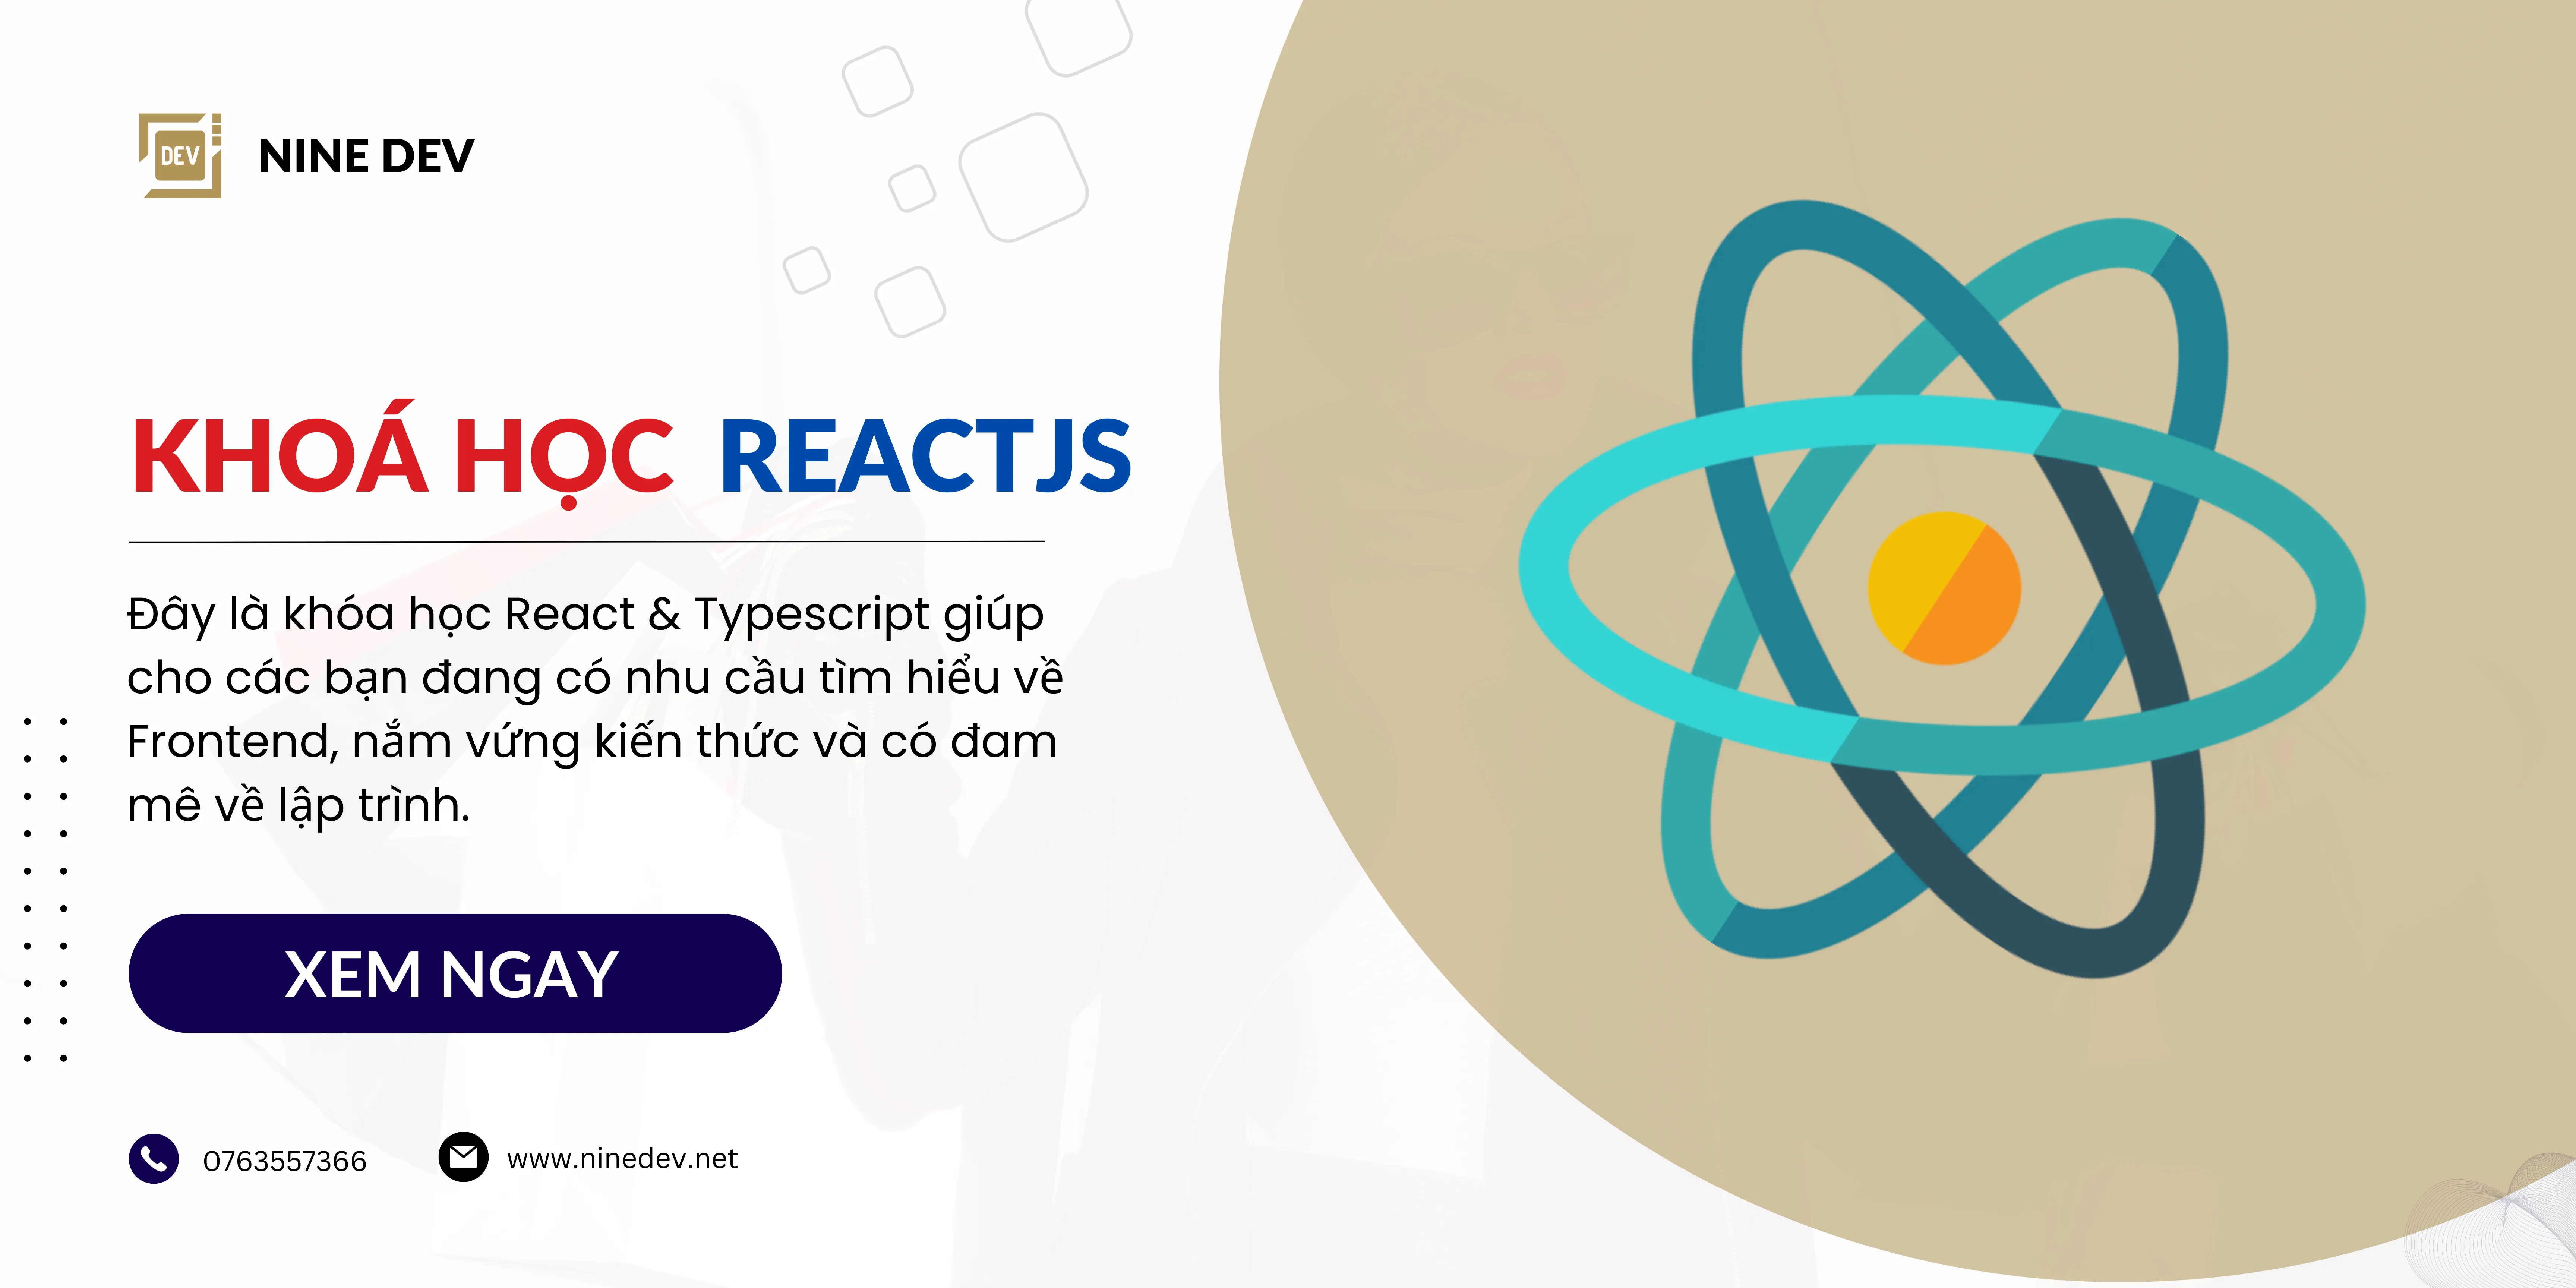 DEV
NINE DEV
KHOÁ HỌC REACTJS
Đây là khóa học React & Typescript giúp
cho các bạn đang có nhu cầu tìm hiểu về
Frontend, nắm vứng kiến thức và có đam
mê về lập trình.
XEM NGAY
0763557366
www.ninedev.net